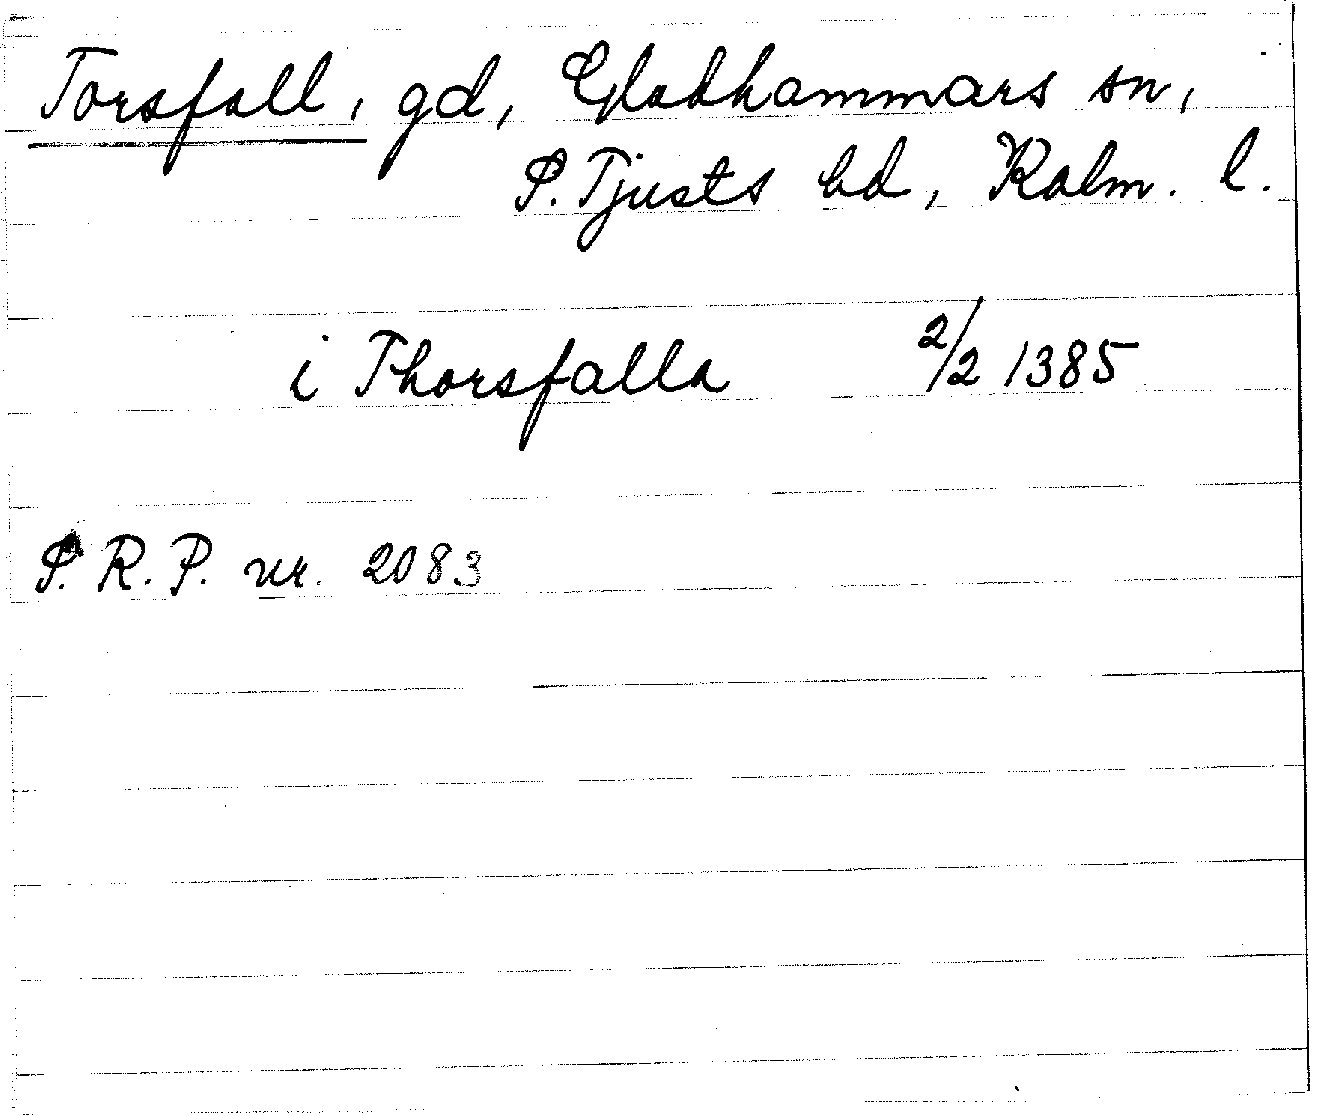 Torsfall, gd, Gladhammars sn,
S. Tjusts hd, Kalm. l.
i Thorsfalla 2/2 1385
S. R. P. nr. 2083